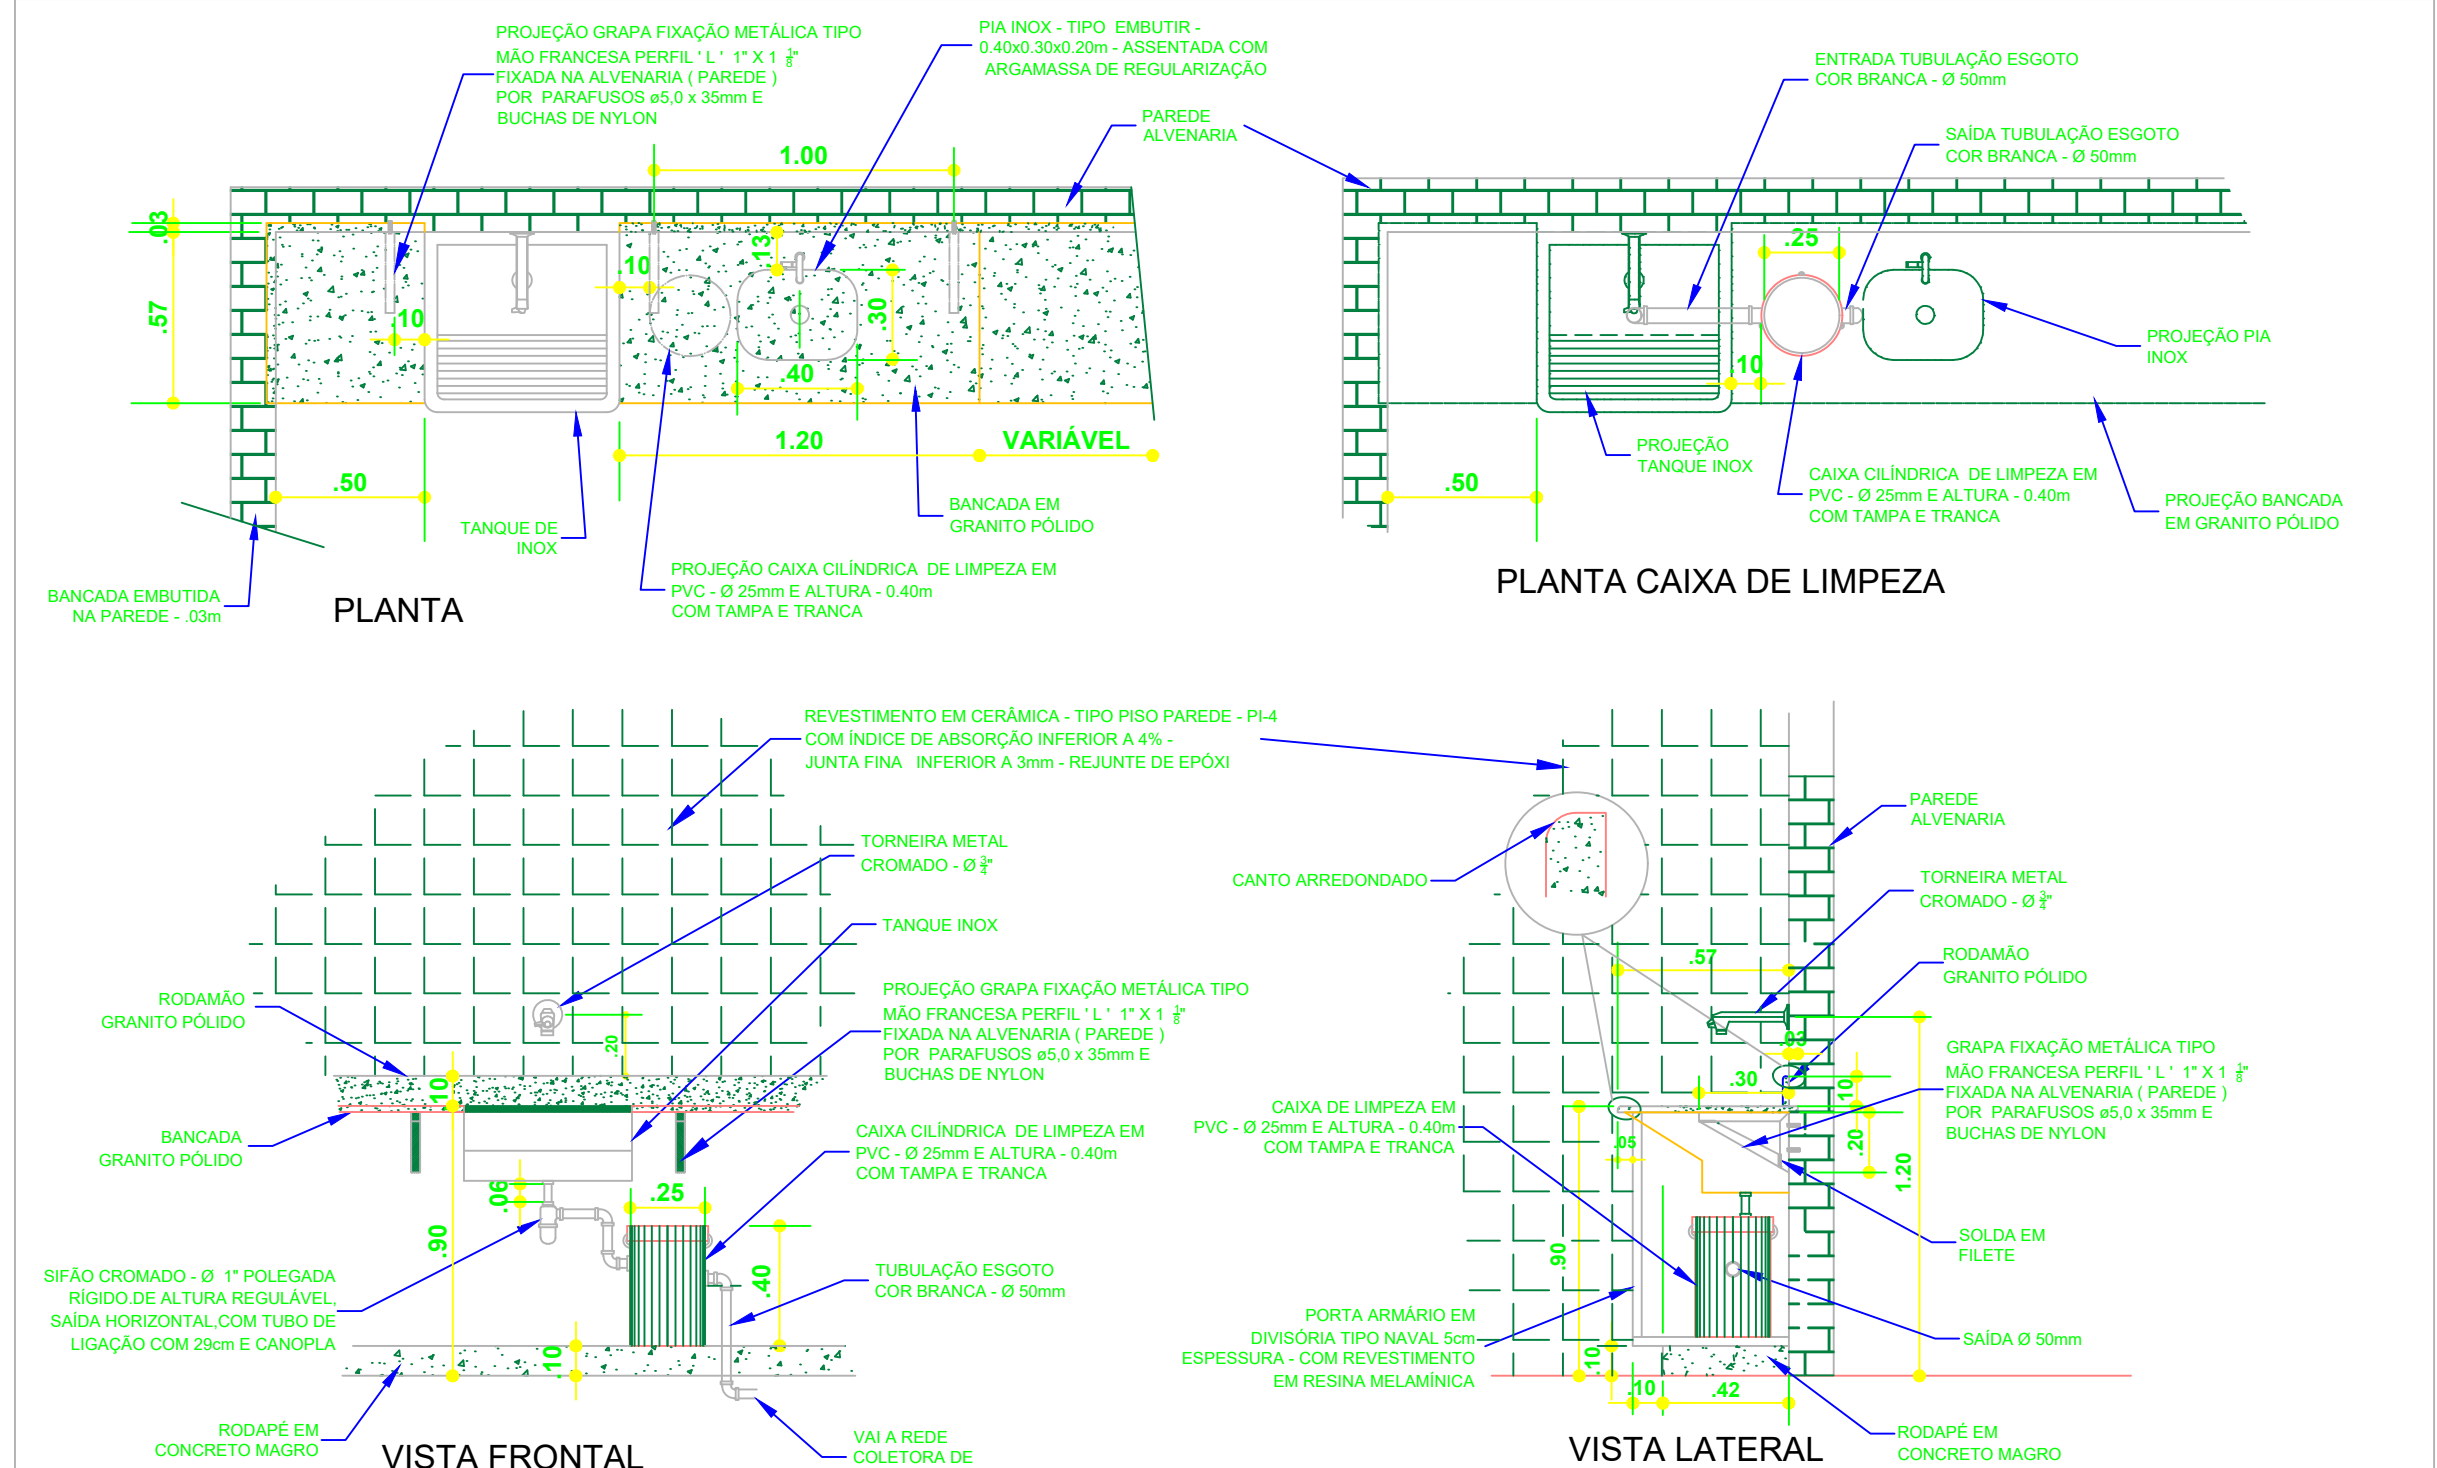 PROJEÇÃO GRAPA FIXAÇÃO METÁLICA TIPO
MÃO FRANCESA PERFIL ' L ' 1" X 1 1/8"
FIXADA NA ALVENARIA ( PAREDE )
POR PARAFUSOS ø5,0 x 35mm E
BUCHAS DE NYLON
PIA INOX - TIPO EMBUTIR -
0.40x0.30x0.20m - ASSENTADA COM
ARGAMASSA DE REGULARIZAÇÃO
PAREDE
ALVENARIA
1.00
.03
.57
.10
.10
.13
.30
.40
1.20
VARIÁVEL
.50
TANQUE DE
INOX
BANCADA EM
GRANITO PÓLIDO
PROJEÇÃO CAIXA CILÍNDRICA DE LIMPEZA EM
PVC - Ø 25mm E ALTURA - 0.40m
COM TAMPA E TRANCA
BANCADA EMBUTIDA
NA PAREDE - .03m
PLANTA
ENTRADA TUBULAÇÃO ESGOTO
COR BRANCA - Ø 50mm
SAÍDA TUBULAÇÃO ESGOTO
COR BRANCA - Ø 50mm
.25
.10
.50
PROJEÇÃO PIA
INOX
PROJEÇÃO
TANQUE INOX
CAIXA CILÍNDRICA DE LIMPEZA EM
PVC - Ø 25mm E ALTURA - 0.40m
COM TAMPA E TRANCA
PROJEÇÃO BANCADA
EM GRANITO PÓLIDO
PLANTA CAIXA DE LIMPEZA
REVESTIMENTO EM CERÂMICA - TIPO PISO PAREDE - PI-4
COM ÍNDICE DE ABSORÇÃO INFERIOR A 4% -
JUNTA FINA INFERIOR A 3mm - REJUNTE DE EPÓXI
TORNEIRA METAL
CROMADO - Ø 3/4"
TANQUE INOX
PROJEÇÃO GRAPA FIXAÇÃO METÁLICA TIPO
MÃO FRANCESA PERFIL ' L ' 1" X 1 1/8"
FIXADA NA ALVENARIA ( PAREDE )
POR PARAFUSOS ø5,0 x 35mm E
BUCHAS DE NYLON
RODAMÃO
GRANITO PÓLIDO
BANCADA
GRANITO PÓLIDO
.20
.10
.06
.90
.25
.40
.10
CAIXA CILÍNDRICA DE LIMPEZA EM
PVC - Ø 25mm E ALTURA - 0.40m
COM TAMPA E TRANCA
TUBULAÇÃO ESGOTO
COR BRANCA - Ø 50mm
SIFÃO CROMADO - Ø 1" POLEGADA
RÍGIDO.DE ALTURA REGULÁVEL,
SAÍDA HORIZONTAL,COM TUBO DE
LIGAÇÃO COM 29cm E CANOPLA
RODAPÉ EM
CONCRETO MAGRO
VAI A REDE
COLETORA DE
VISTA FRONTAL
PAREDE
ALVENARIA
CANTO ARREDONDADO
TORNEIRA METAL
CROMADO - Ø 3/4"
RODAMÃO
GRANITO PÓLIDO
GRAPA FIXAÇÃO METÁLICA TIPO
MÃO FRANCESA PERFIL ' L ' 1" X 1 1/8"
FIXADA NA ALVENARIA ( PAREDE )
POR PARAFUSOS ø5,0 x 35mm E
BUCHAS DE NYLON
.57
.03
.30
.10
.05
.20
1.20
.90
.10
.10
.42
CAIXA DE LIMPEZA EM
PVC - Ø 25mm E ALTURA - 0.40m
COM TAMPA E TRANCA
SOLDA EM
FILETE
PORTA ARMÁRIO EM
DIVISÓRIA TIPO NAVAL 5cm
ESPESSURA - COM REVESTIMENTO
EM RESINA MELAMÍNICA
SAÍDA Ø 50mm
RODAPÉ EM
CONCRETO MAGRO
VISTA LATERAL